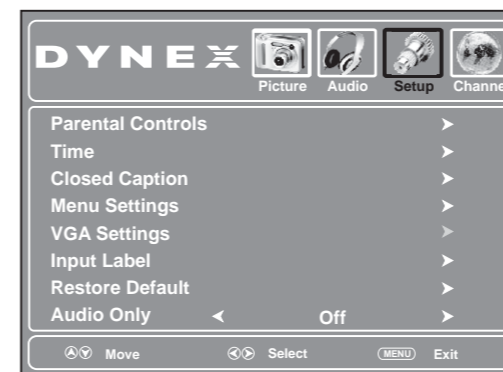 DYNEX
Picture Audio Setup Channe
Parental Controls
Time
Closed Caption
Menu Settings
VGA Settings
Input Label
Restore Default
Audio Only Off
Move Select MENU Exit